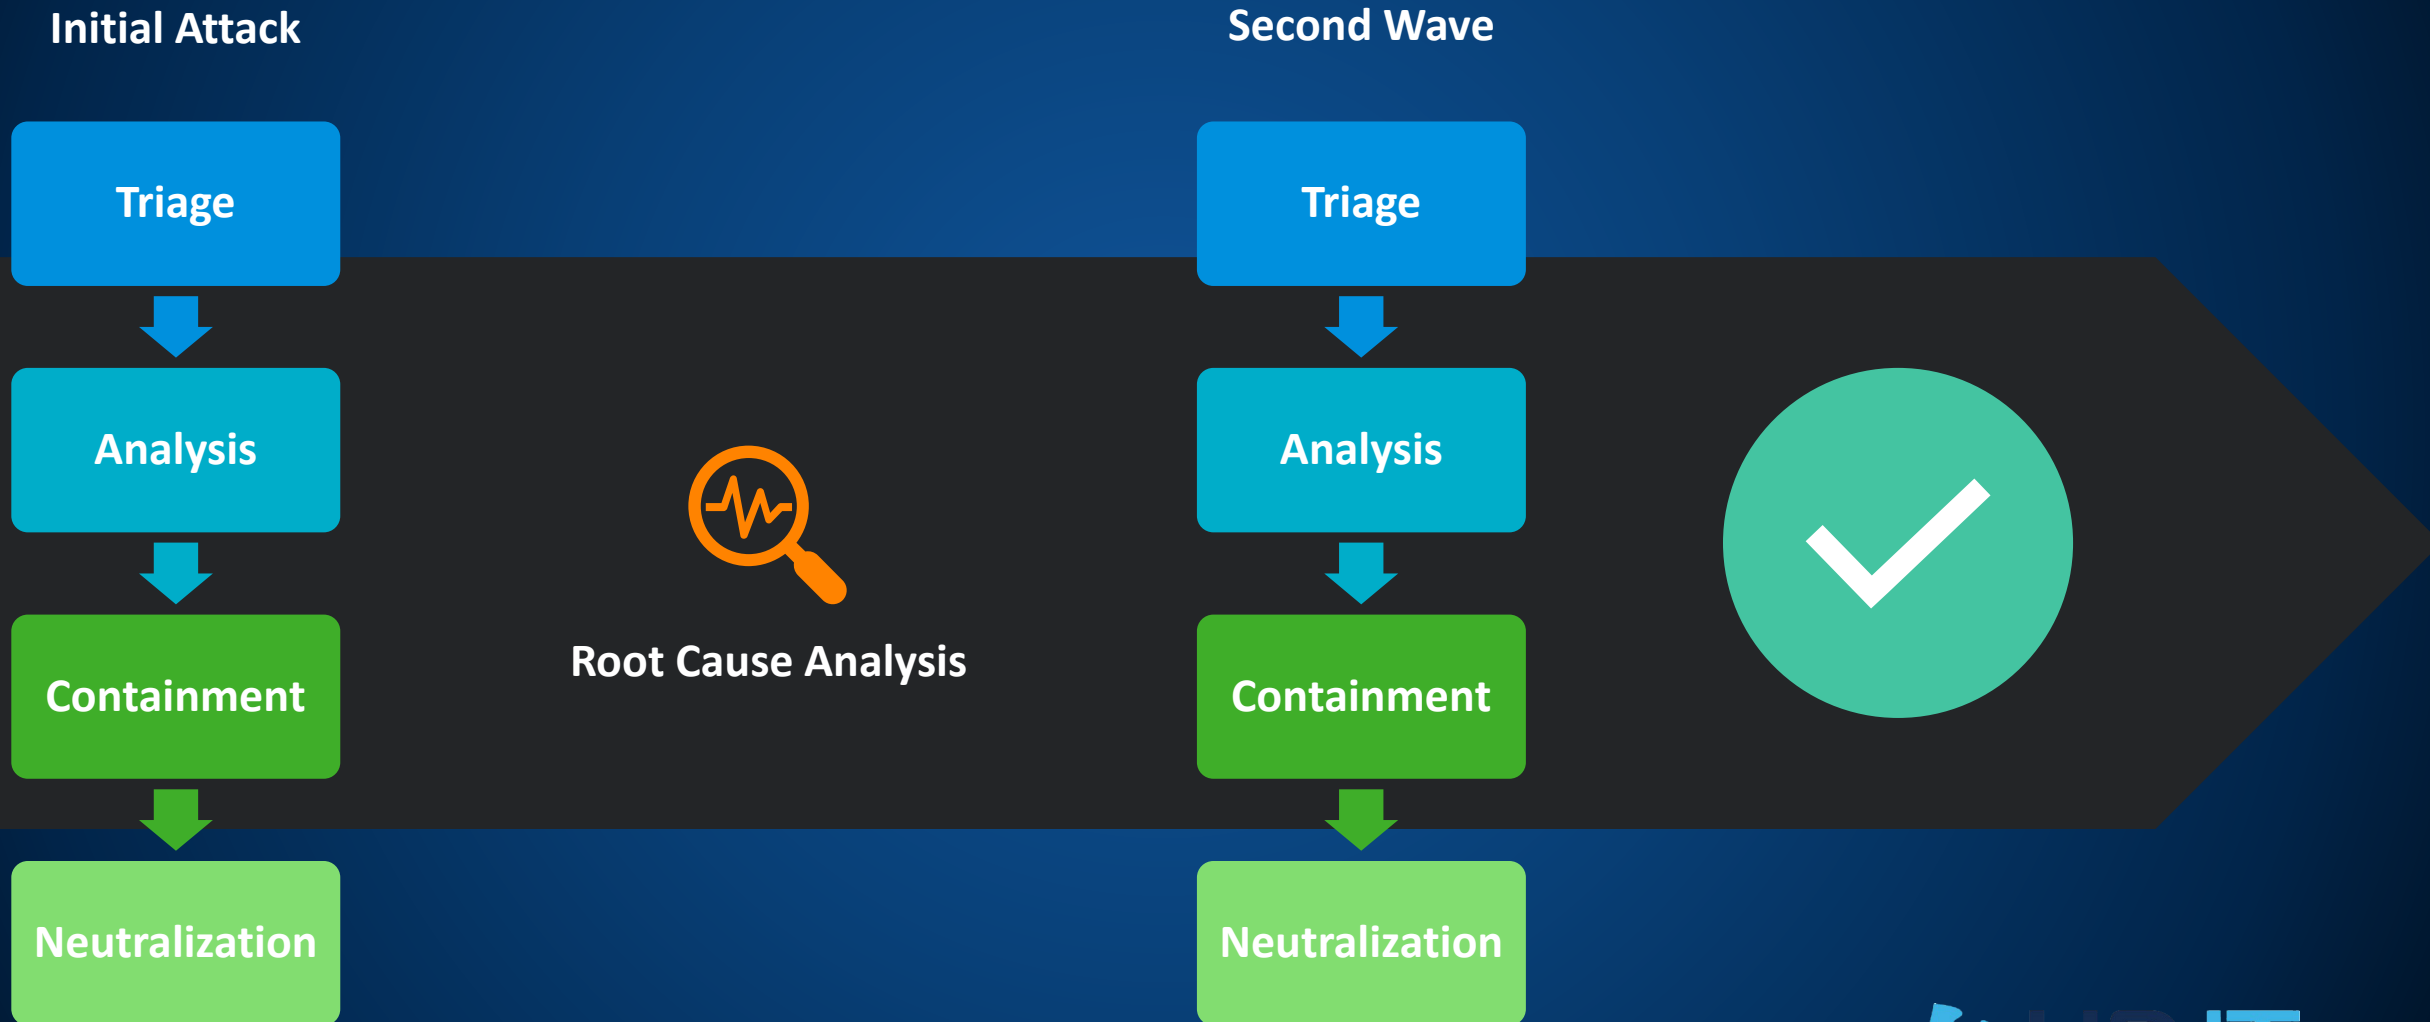 Initial Attack
Triage
Analysis
Containment
Neutralization
Root Cause Analysis
Second Wave
Triage
Analysis
Containment
Neutralization